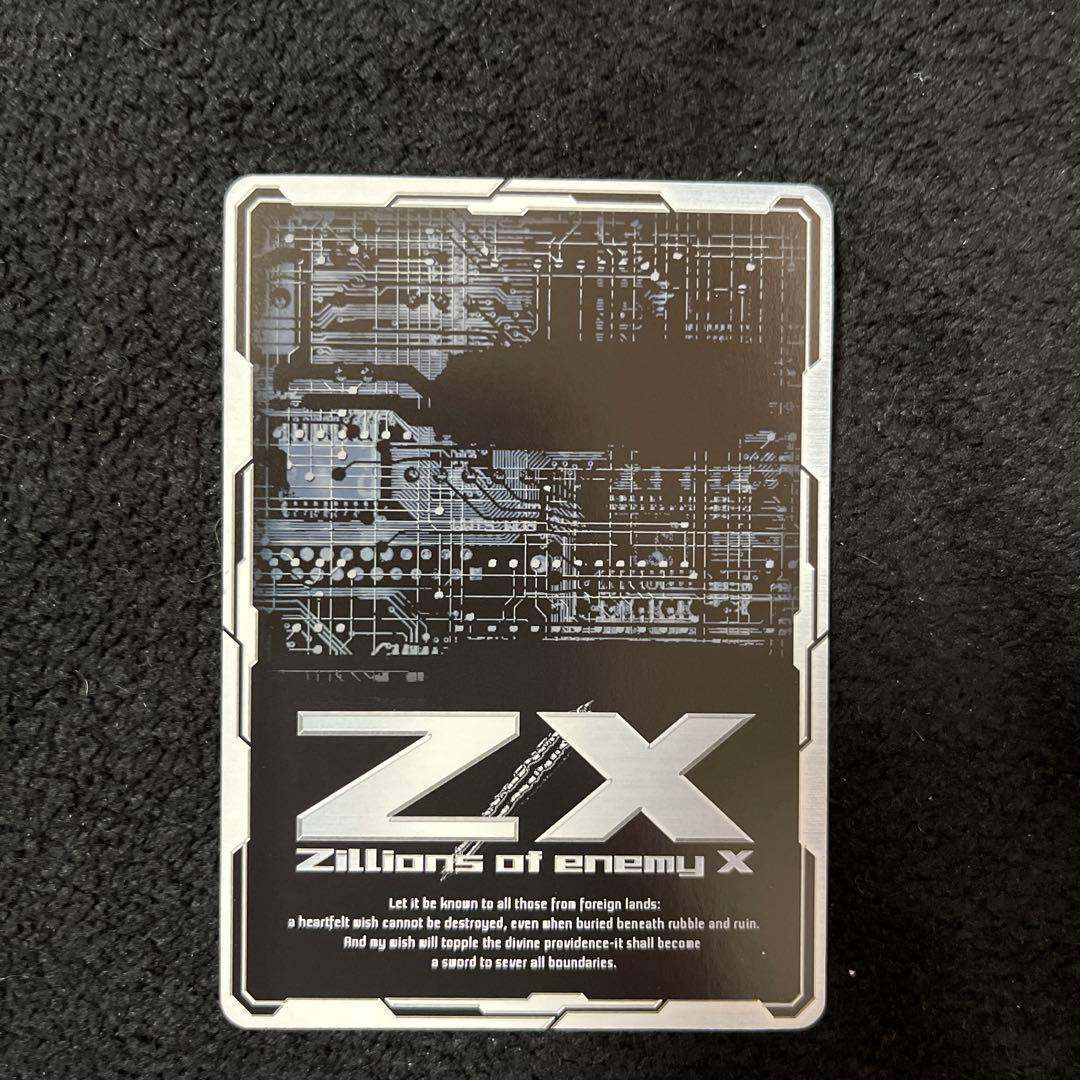 Z/X
Zillions of enemy X
Let it be known to all those from foreign lands:
a heartfelt wish cannot be destroyed, even when buried beneath rubble and ruin.
And my wish will topple the divine providence-it shall become
a sword to sever all boundaries.